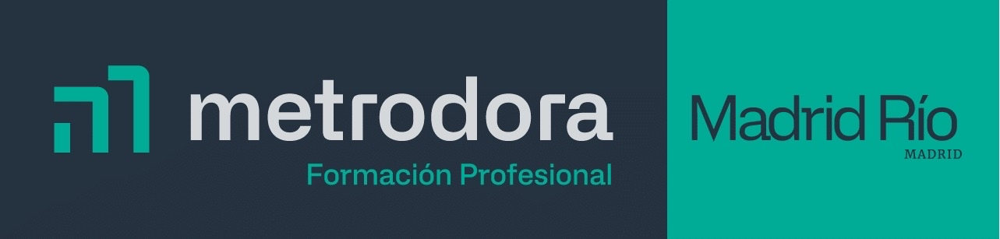 metrodora
Formación Profesional
Madrid Río
MADRID